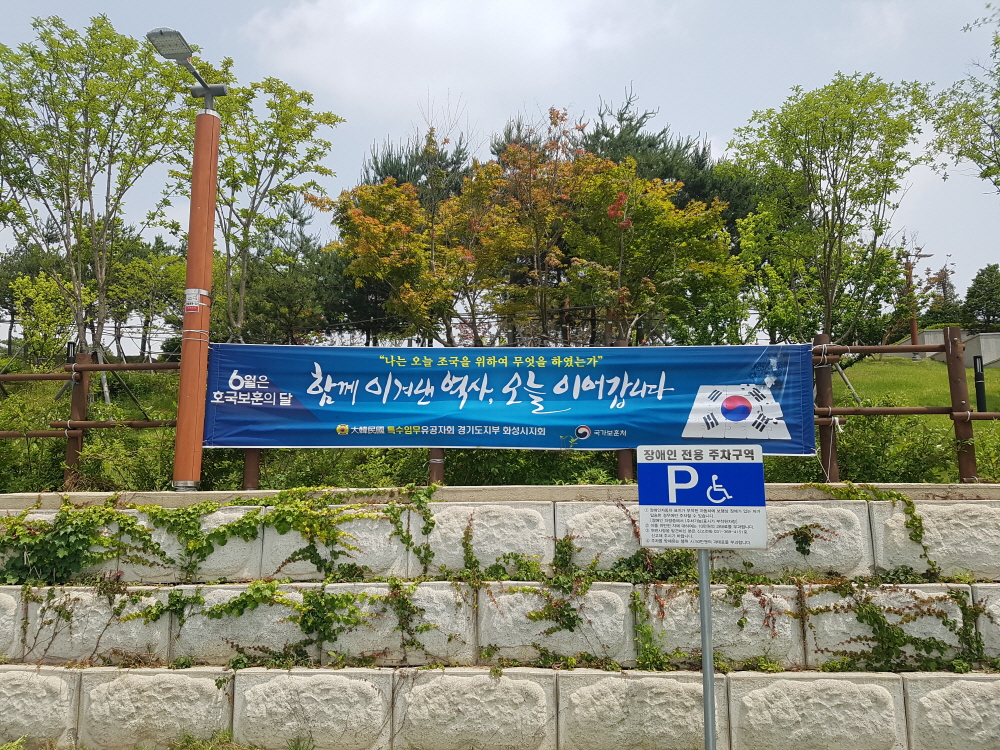 “나는 오늘 조국을 위하여 무엇을 하였는가”
6월은
호국보훈의 달
함께 이겨낸 역사, 오늘 이어갑니다
大韓民國 특수임무유공자회 경기도지부 화성시지회
국가보훈처
장애인 전용 주차구역
P